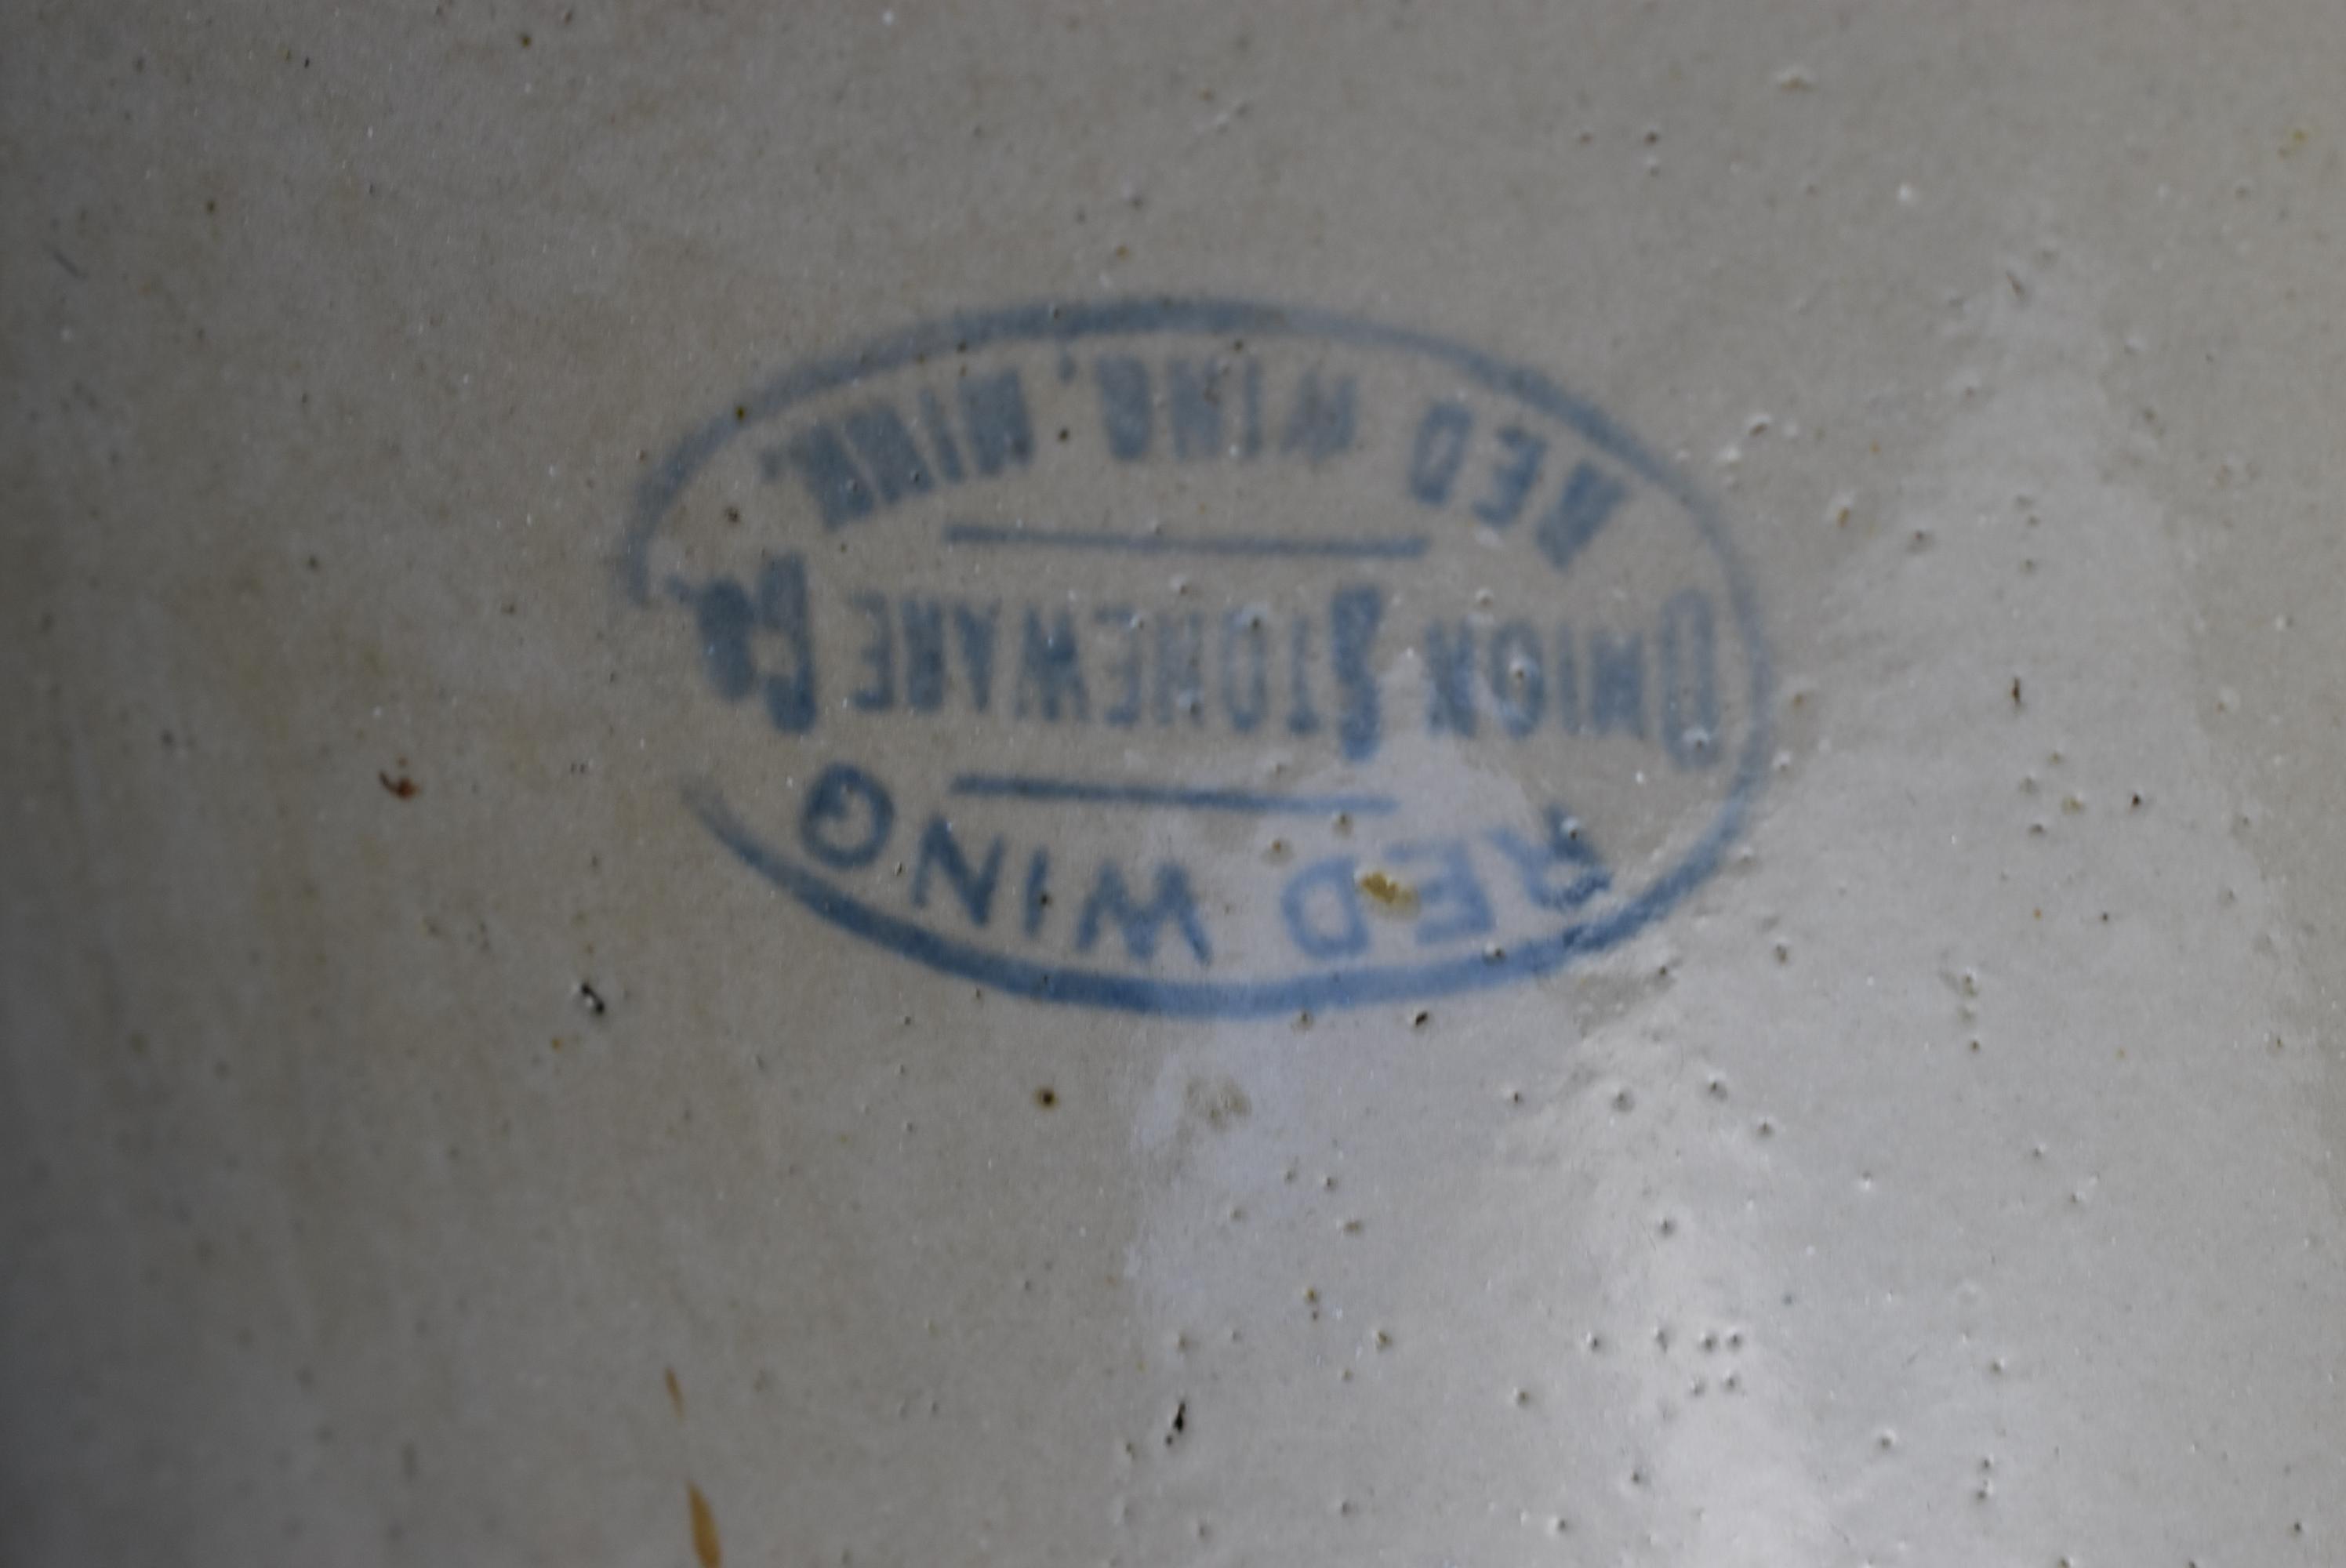 RED WING
UNION STONEWARE CO.
RED WING, MINN.